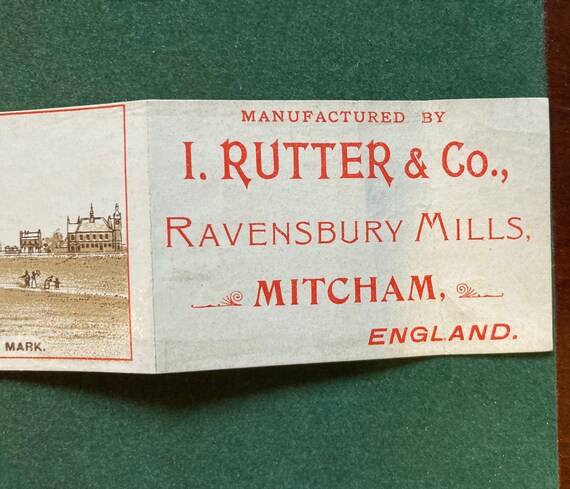 MANUFACTURED BY
I. RUTTER & Co.,
RAVENSBURY MILLS,
MITCHAM,
ENGLAND.
MARK.